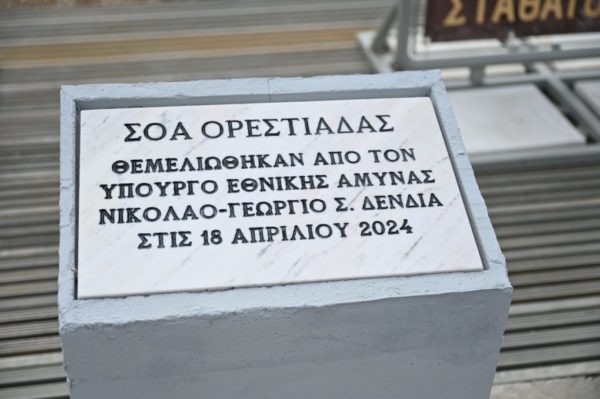 ΣΟΑ ΟΡΕΣΤΙΑΔΑΣ
ΘΕΜΕΛΙΩΘΗΚΑΝ ΑΠΟ ΤΟΝ
ΥΠΟΥΡΓΟ ΕΘΝΙΚΗΣ ΑΜΥΝΑΣ
ΝΙΚΟΛΑΟ-ΓΕΩΡΓΙΟ Σ. ΔΕΝΔΙΑ
ΣΤΙΣ 18 ΑΠΡΙΛΙΟΥ 2024